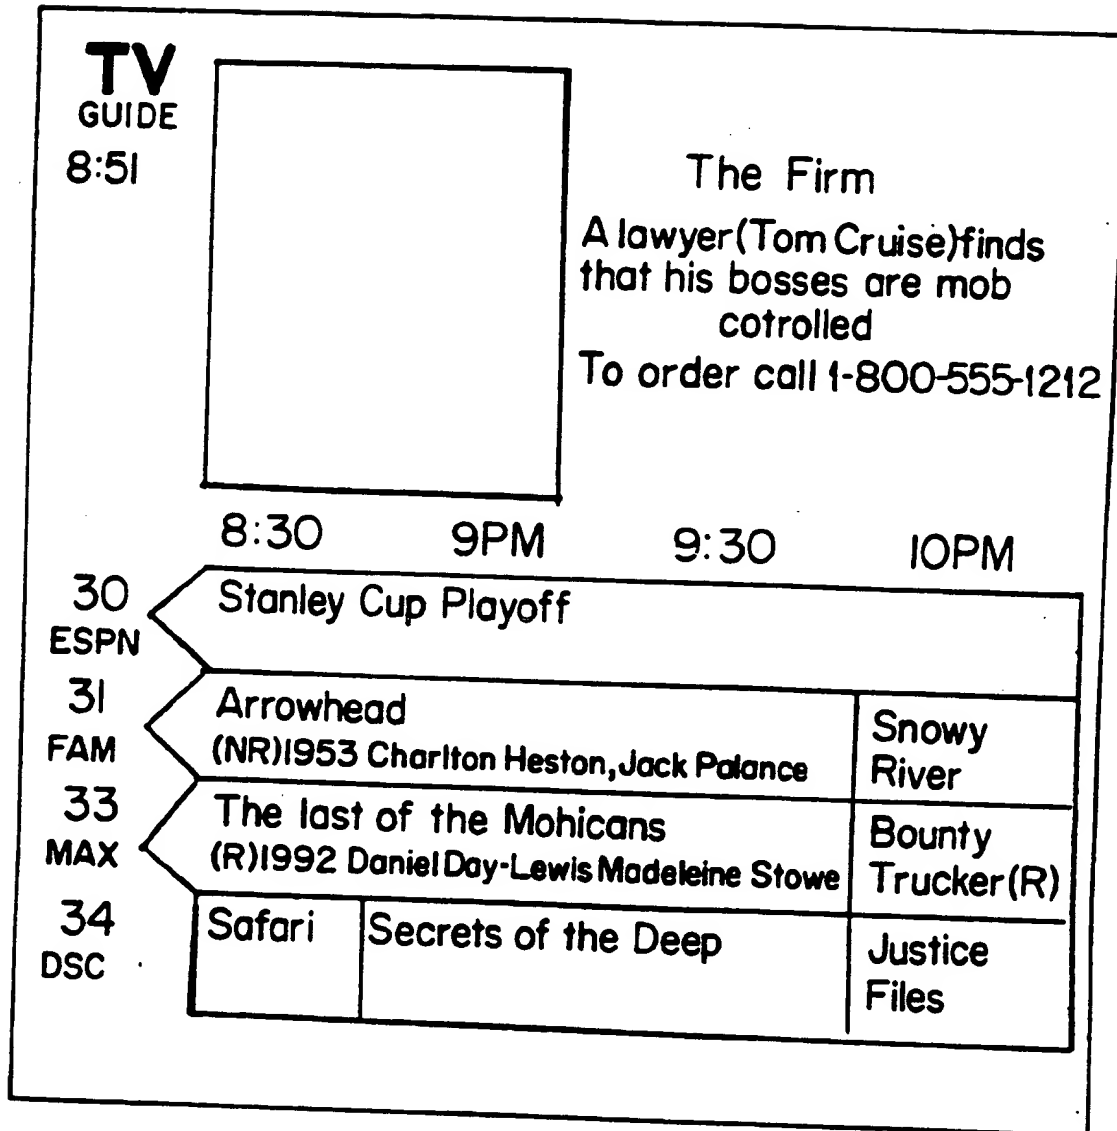 TV
GUIDE
8:51
The Firm
A lawyer(Tom Cruise)finds
that his bosses are mob
cotrolled
To order call 1-800-555-1212
8:30 9PM 9:30 10PM
30
ESPN
Stanley Cup Playoff
31
FAM
Arrowhead
(NR)1953 Charlton Heston,Jack Palance
Snowy
River
33
MAX
The last of the Mohicans
(R)1992 Daniel Day-Lewis Madeleine Stowe
Bounty
Trucker(R)
34
DSC
Safari
Secrets of the Deep
Justice
Files